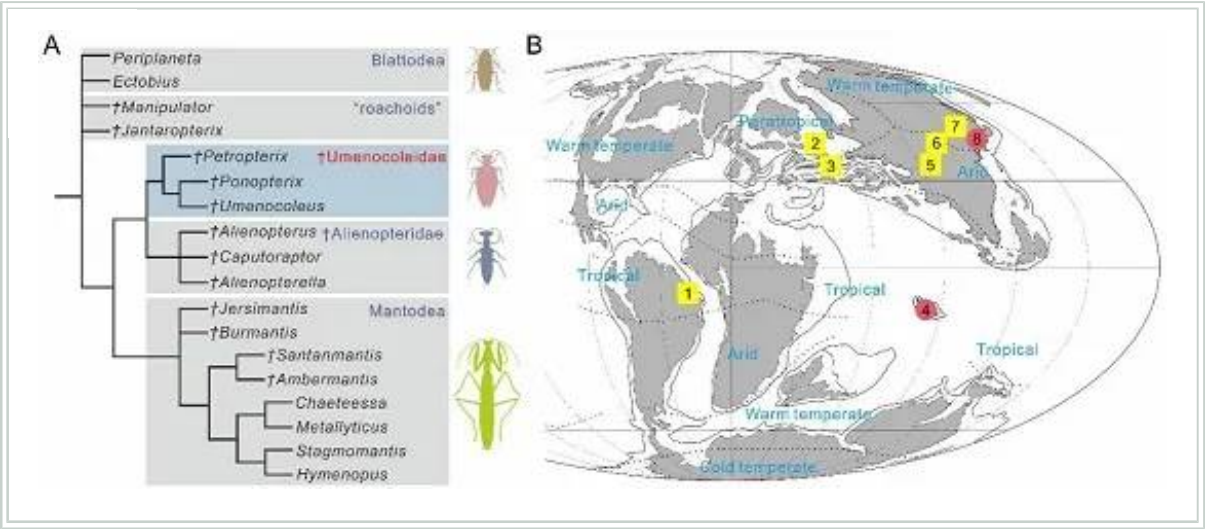 A
Periplaneta Blattodea
Ectobius
†Manipulator "roachoids"
†Jantaropterix
†Petropterix †Umenocoleidae
†Ponopterix
†Umenocoleus
†Alienopterus †Alienopteridae
†Caputoraptor
†Alienopterella
†Jersimantis Mantodea
†Burmantis
†Santanmantis
†Ambermantis
Chaeteessa
Metallyticus
Stagmomantis
Hymenopus
B
Warm temperate
Paratropical
Warm temperate
7
2
6
8
3
5
Arid
Arid
Tropical
1
Tropical
4
Arid
Tropical
Warm temperate
Cold temperate